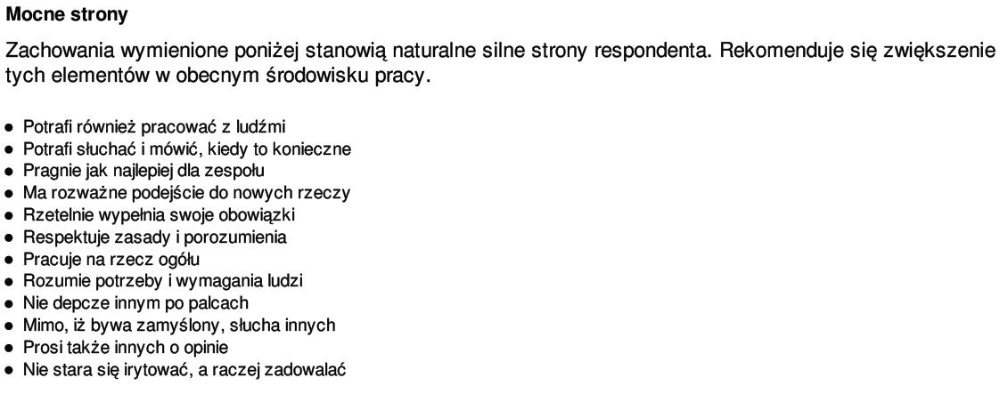 Mocne strony
Zachowania wymienione poniżej stanowią naturalne silne strony respondenta. Rekomenduje się zwiększenie
tych elementów w obecnym środowisku pracy.
● Potrafi również pracować z ludźmi
● Potrafi słuchać i mówić, kiedy to konieczne
● Pragnie jak najlepiej dla zespołu
● Ma rozważne podejście do nowych rzeczy
● Rzetelnie wypełnia swoje obowiązki
● Respektuje zasady i porozumienia
● Pracuje na rzecz ogółu
● Rozumie potrzeby i wymagania ludzi
● Nie depcze innym po palcach
● Mimo, iż bywa zamyślony, słucha innych
● Prosi także innych o opinie
● Nie stara się irytować, a raczej zadowalać